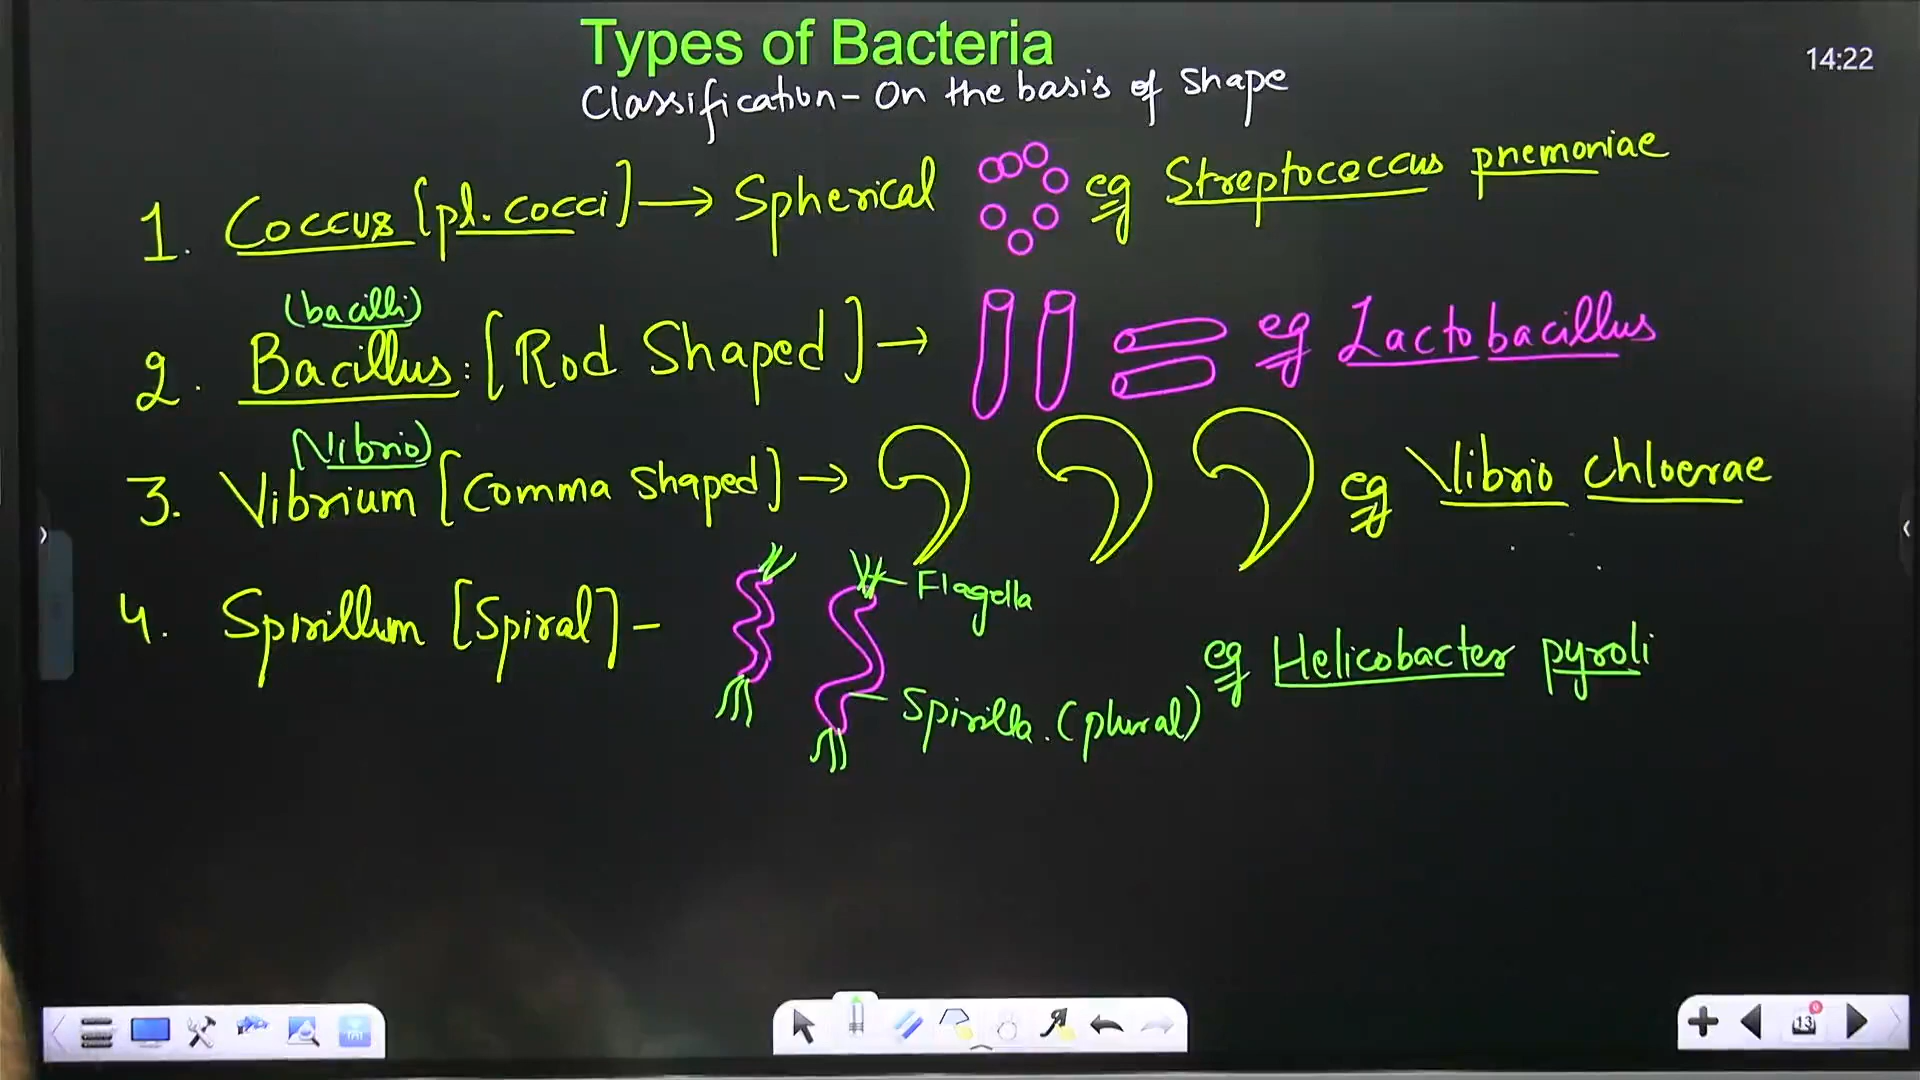 Types of Bacteria
14:22
Classification - On the basis of Shape
1. Coccus [pl. cocci] → Spherical eg Streptococcus pnemoniae
(bacilli)
2. Bacillus: [Rod Shaped] → eg Lactobacillus
(Vibrio)
3. Vibrium [Comma Shaped] → eg Vibrio chloerae
Flagella
4. Spirillum [Spiral] -
eg Helicobacter pyroli
Spirilla. (plural)
13